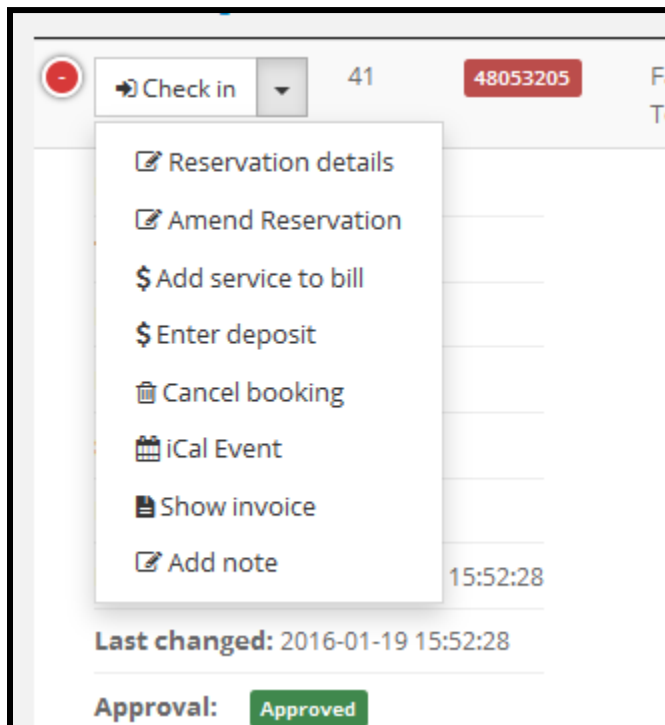 Check in 41 48053205
Reservation details
Amend Reservation
$ Add service to bill
$ Enter deposit
Cancel booking
iCal Event
Show invoice
Add note
15:52:28
Last changed: 2016-01-19 15:52:28
Approval: Approved